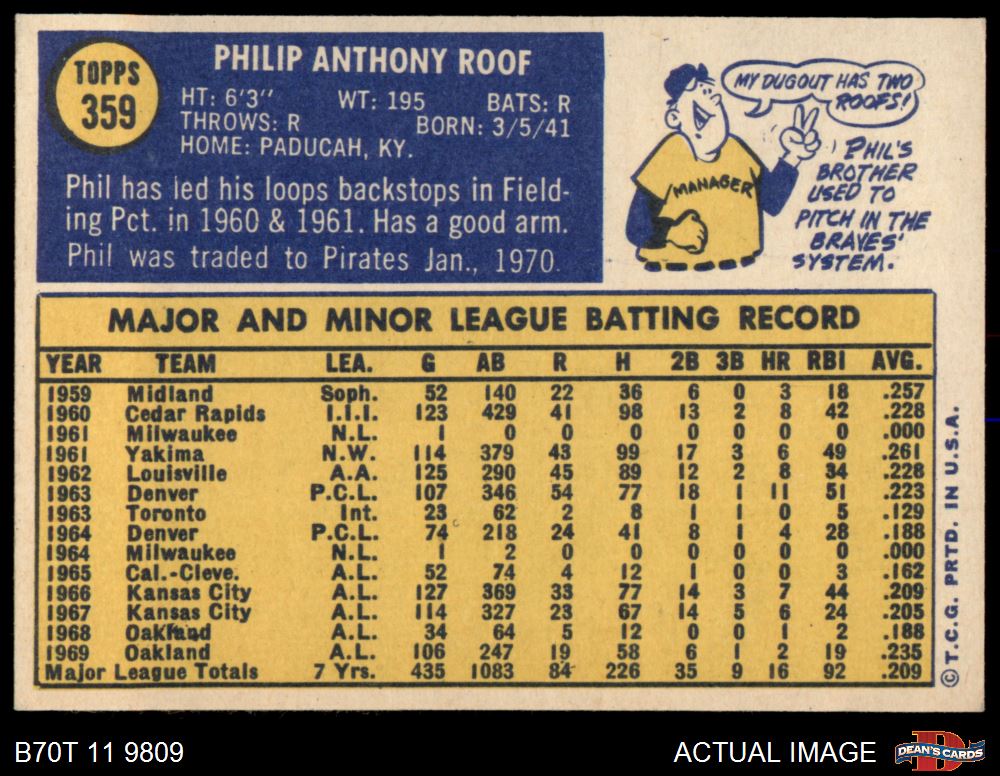 TOPPS
359
PHILIP ANTHONY ROOF
HT: 6'3" WT: 195 BATS: R
THROWS: R BORN: 3/5/41
HOME: PADUCAH, KY.
Phil has led his loops backstops in Field-
ing Pct. in 1960 & 1961. Has a good arm.
Phil was traded to Pirates Jan., 1970.
MY DUGOUT HAS TWO
ROOFS!
MANAGER
PHIL'S
BROTHER
USED TO
PITCH IN THE
BRAVES'
SYSTEM.
MAJOR AND MINOR LEAGUE BATTING RECORD
YEAR TEAM LEA. G AB R H 2B 3B HR RBI AVG.
1959 Midland Soph. 52 140 22 36 6 0 3 18 .257
1960 Cedar Rapids I.I.I. 123 429 41 98 13 2 8 42 .228
1961 Milwaukee N.L. 1 0 0 0 0 0 0 0 .000
1961 Yakima N.W. 114 379 43 99 17 3 6 49 .261
1962 Louisville A.A. 125 290 45 89 12 2 8 34 .228
1963 Denver P.C.L. 107 346 54 77 18 1 11 51 .223
1963 Toronto Int. 23 62 2 8 1 1 0 5 .129
1964 Denver P.C.L. 74 218 24 41 8 1 4 28 .188
1964 Milwaukee N.L. 1 2 0 0 0 0 0 0 .000
1965 Cal.-Cleve. A.L. 52 74 4 12 1 0 0 3 .162
1966 Kansas City A.L. 127 369 33 77 14 3 7 44 .209
1967 Kansas City A.L. 114 327 23 67 14 5 6 24 .205
1968 Oakland A.L. 34 64 5 12 0 0 1 2 .188
1969 Oakland A.L. 106 247 19 58 6 1 2 19 .235
Major League Totals 7 Yrs. 435 1083 84 226 35 9 16 92 .209
© T.C.G. PRTD. IN U.S.A.
B70T 11 9809
ACTUAL IMAGE
DEAN'S CARDS